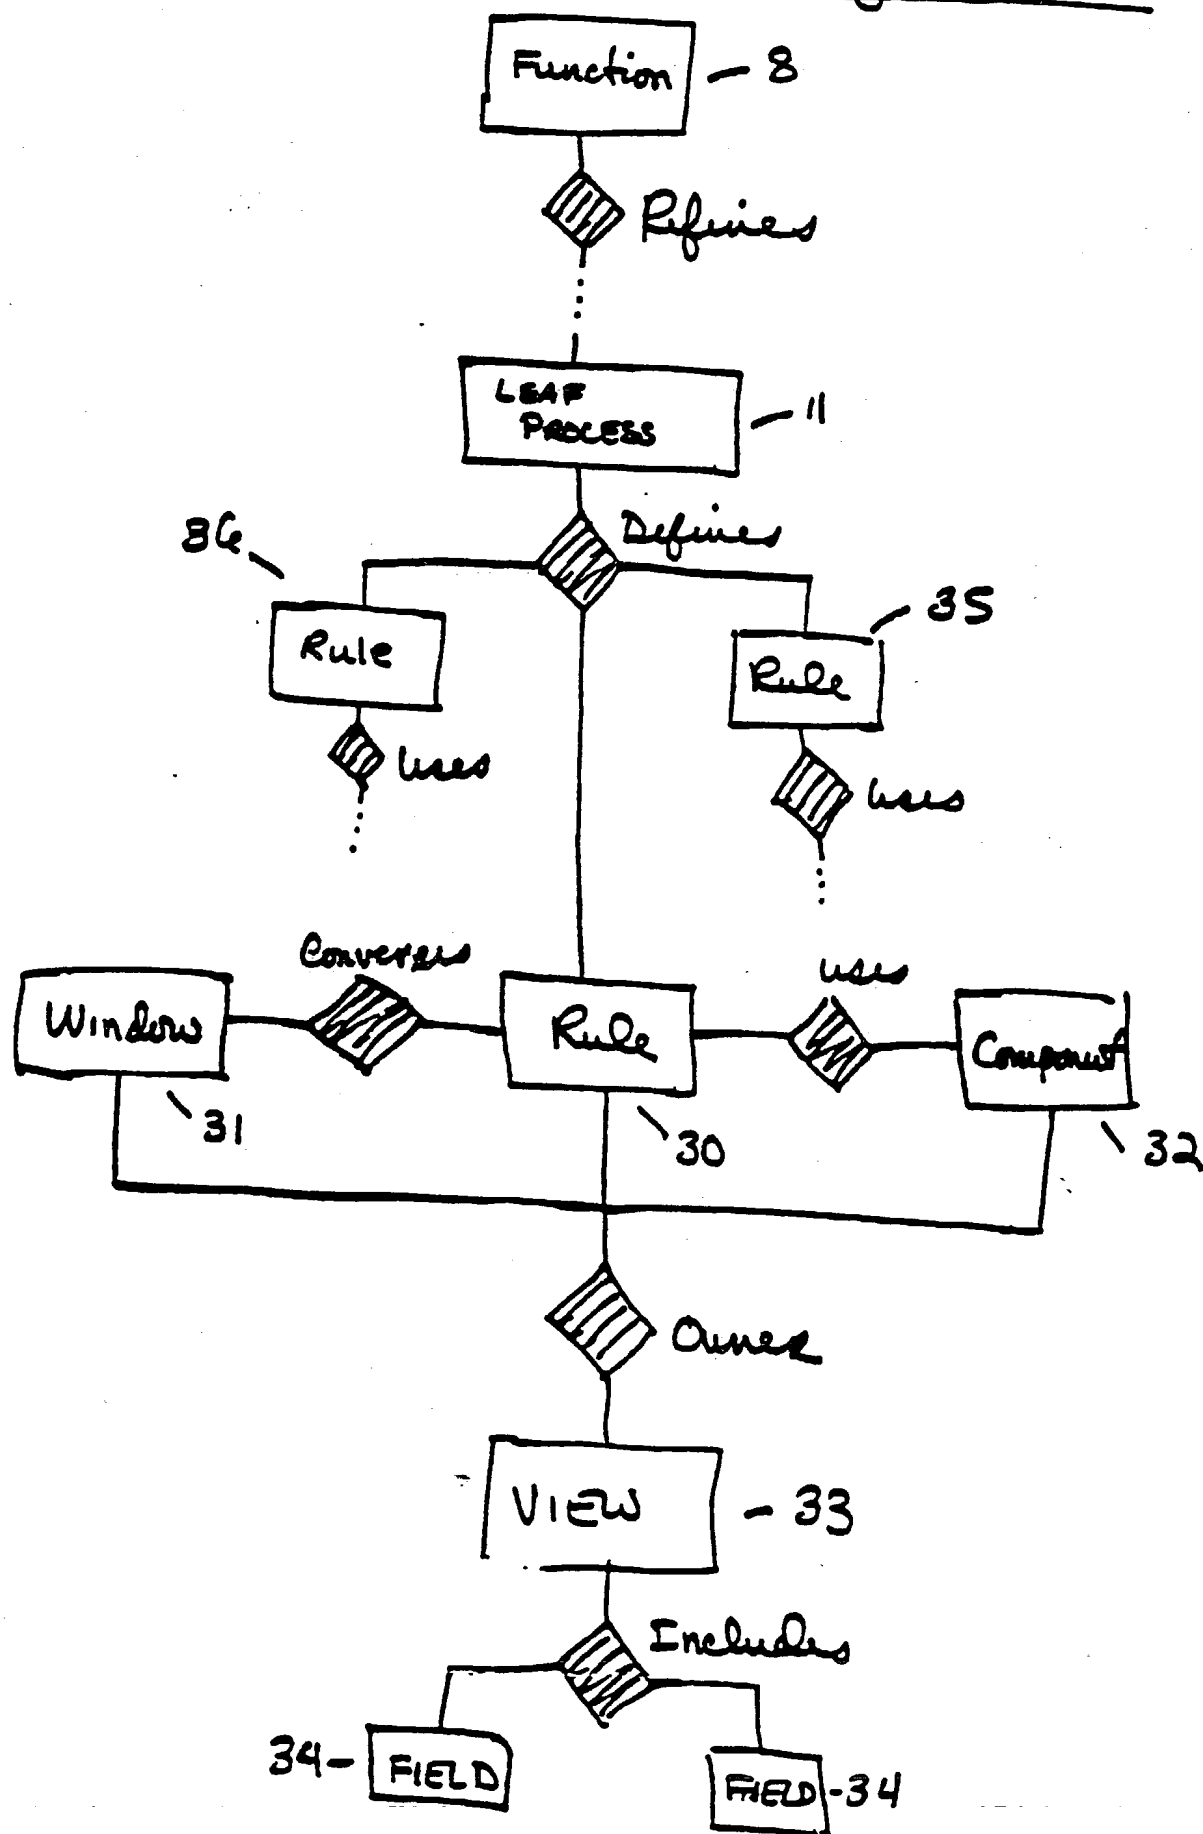 Function - 8
Refines
LEAF
PROCESS - 11
Defines
36
35
Rule
Rule
uses
uses
Converses
uses
Window
Rule
Component
31
30
32
Owner
VIEW - 33
Includes
34- FIELD
FIELD -34